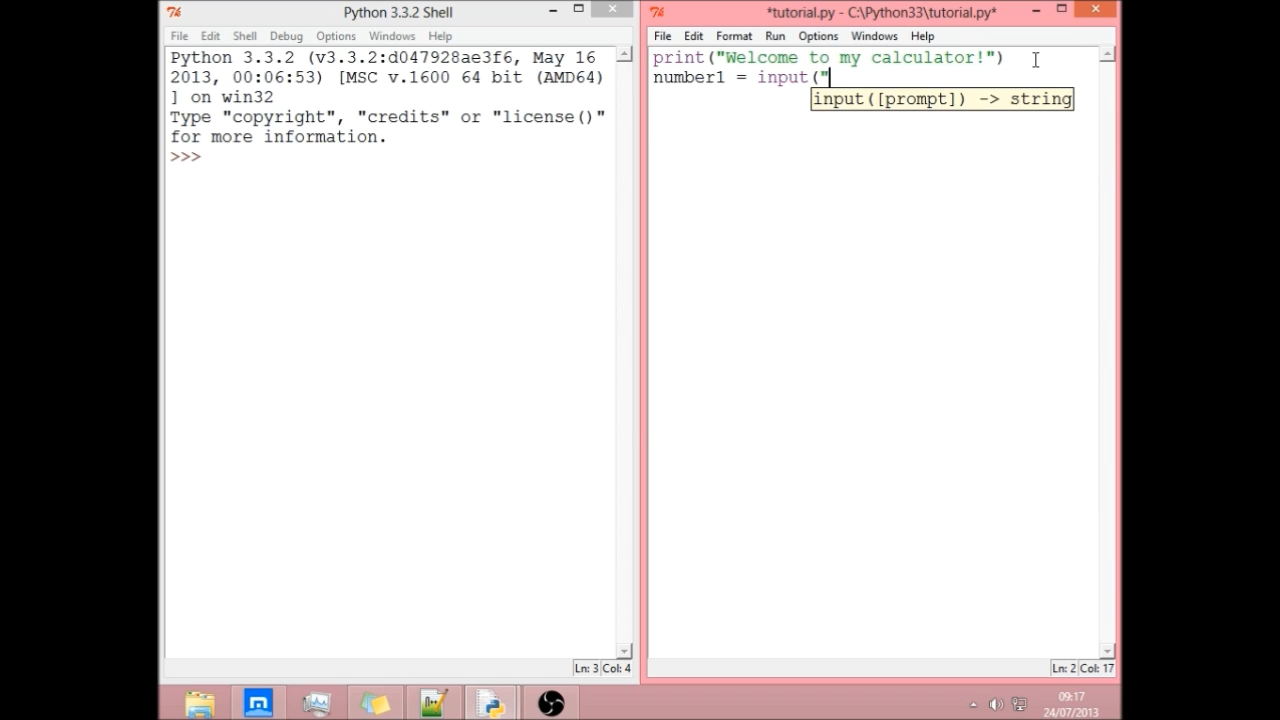 Python 3.3.2 Shell
File Edit Shell Debug Options Windows Help
Python 3.3.2 (v3.3.2:d047928ae3f6, May 16
2013, 00:06:53) [MSC v.1600 64 bit (AMD64)
] on win32
Type "copyright", "credits" or "license()"
for more information.
>>>
Ln: 3 Col: 4
*tutorial.py - C:\Python33\tutorial.py*
File Edit Format Run Options Windows Help
print("Welcome to my calculator!")
number1 = input("
input([prompt]) -> string
Ln: 2 Col: 17
09:17
24/07/2013